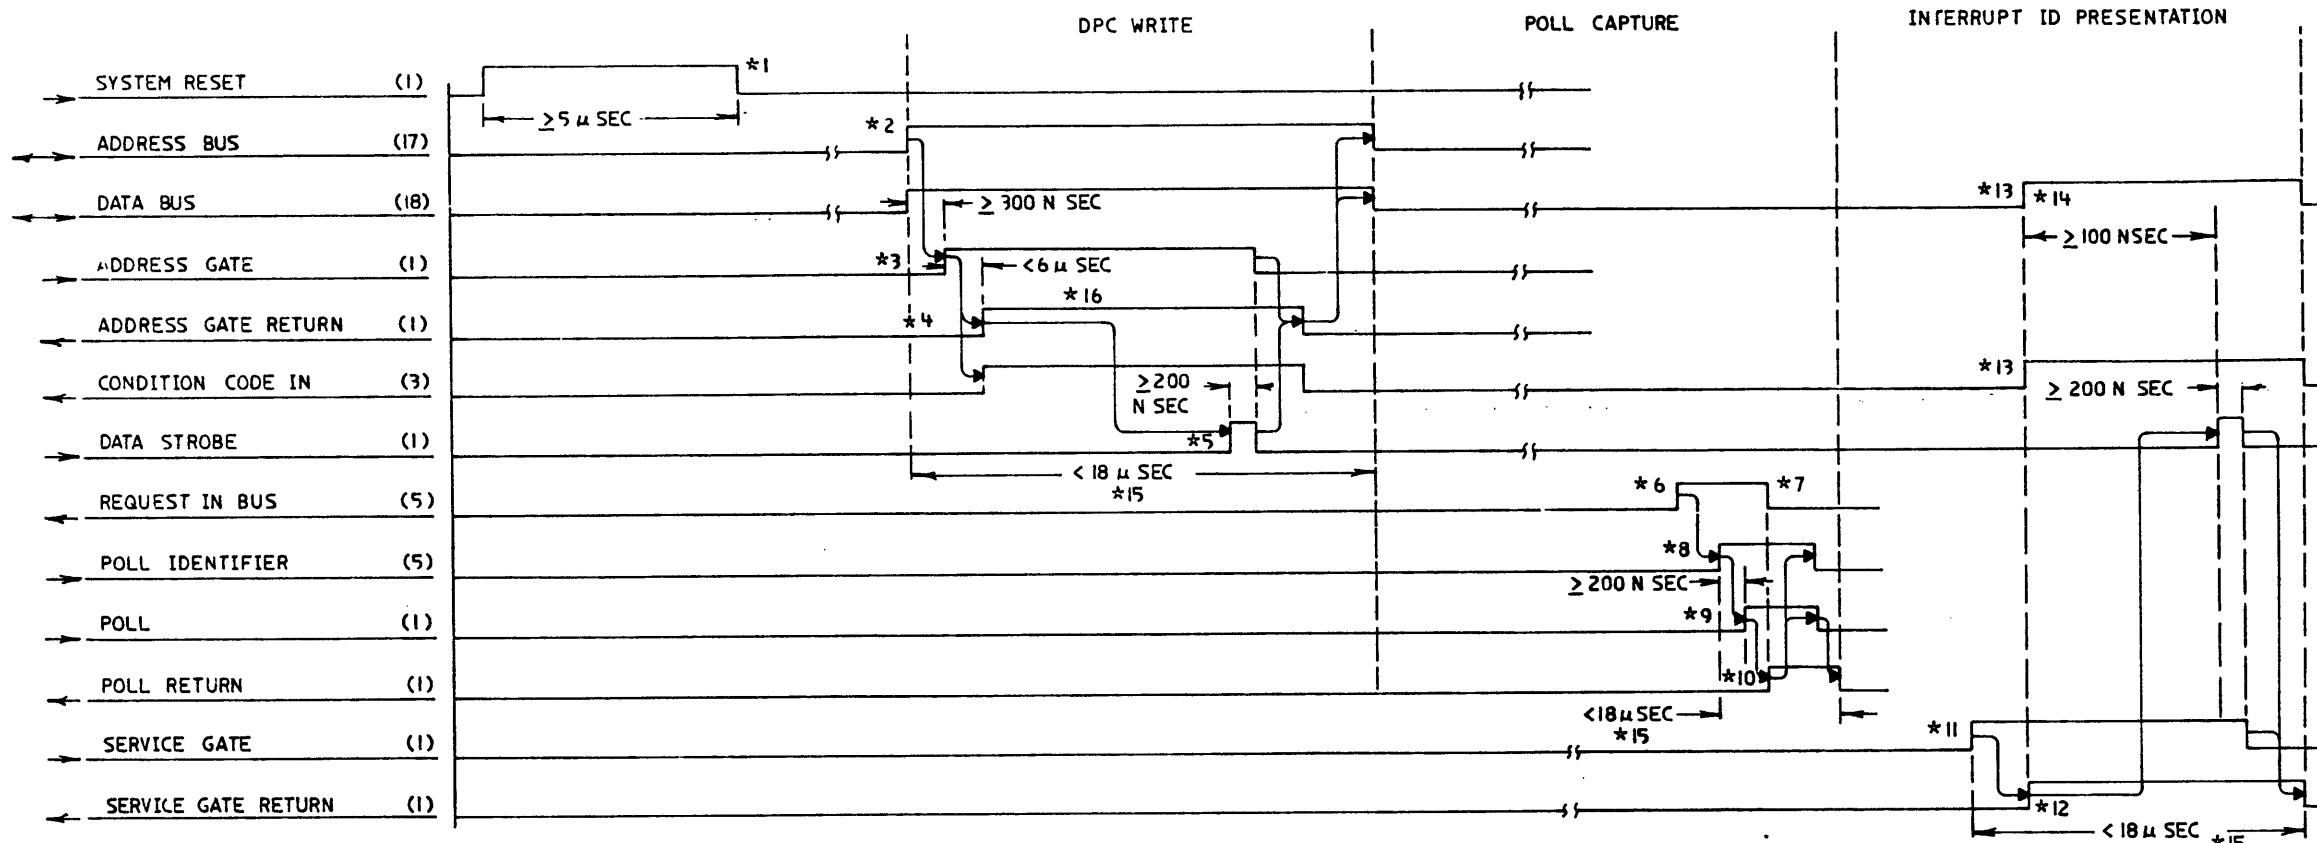 DPC WRITE
POLL CAPTURE
INTERRUPT ID PRESENTATION
SYSTEM RESET (1)
*1
≥5 µ SEC
ADDRESS BUS (17)
*2
DATA BUS (18)
≥ 300 N SEC
*13
*14
≥100 NSEC
ADDRESS GATE (1)
*3
<6 µ SEC
ADDRESS GATE RETURN (1)
*4
*16
CONDITION CODE IN (3)
≥200
N SEC
*13
≥ 200 N SEC
DATA STROBE (1)
*5
< 18 µ SEC
*15
REQUEST IN BUS (5)
*6
*7
POLL IDENTIFIER (5)
*8
≥200 N SEC
POLL (1)
*9
POLL RETURN (1)
*10
<18 µ SEC
*15
SERVICE GATE (1)
*11
SERVICE GATE RETURN (1)
*12
<18 µ SEC
*15